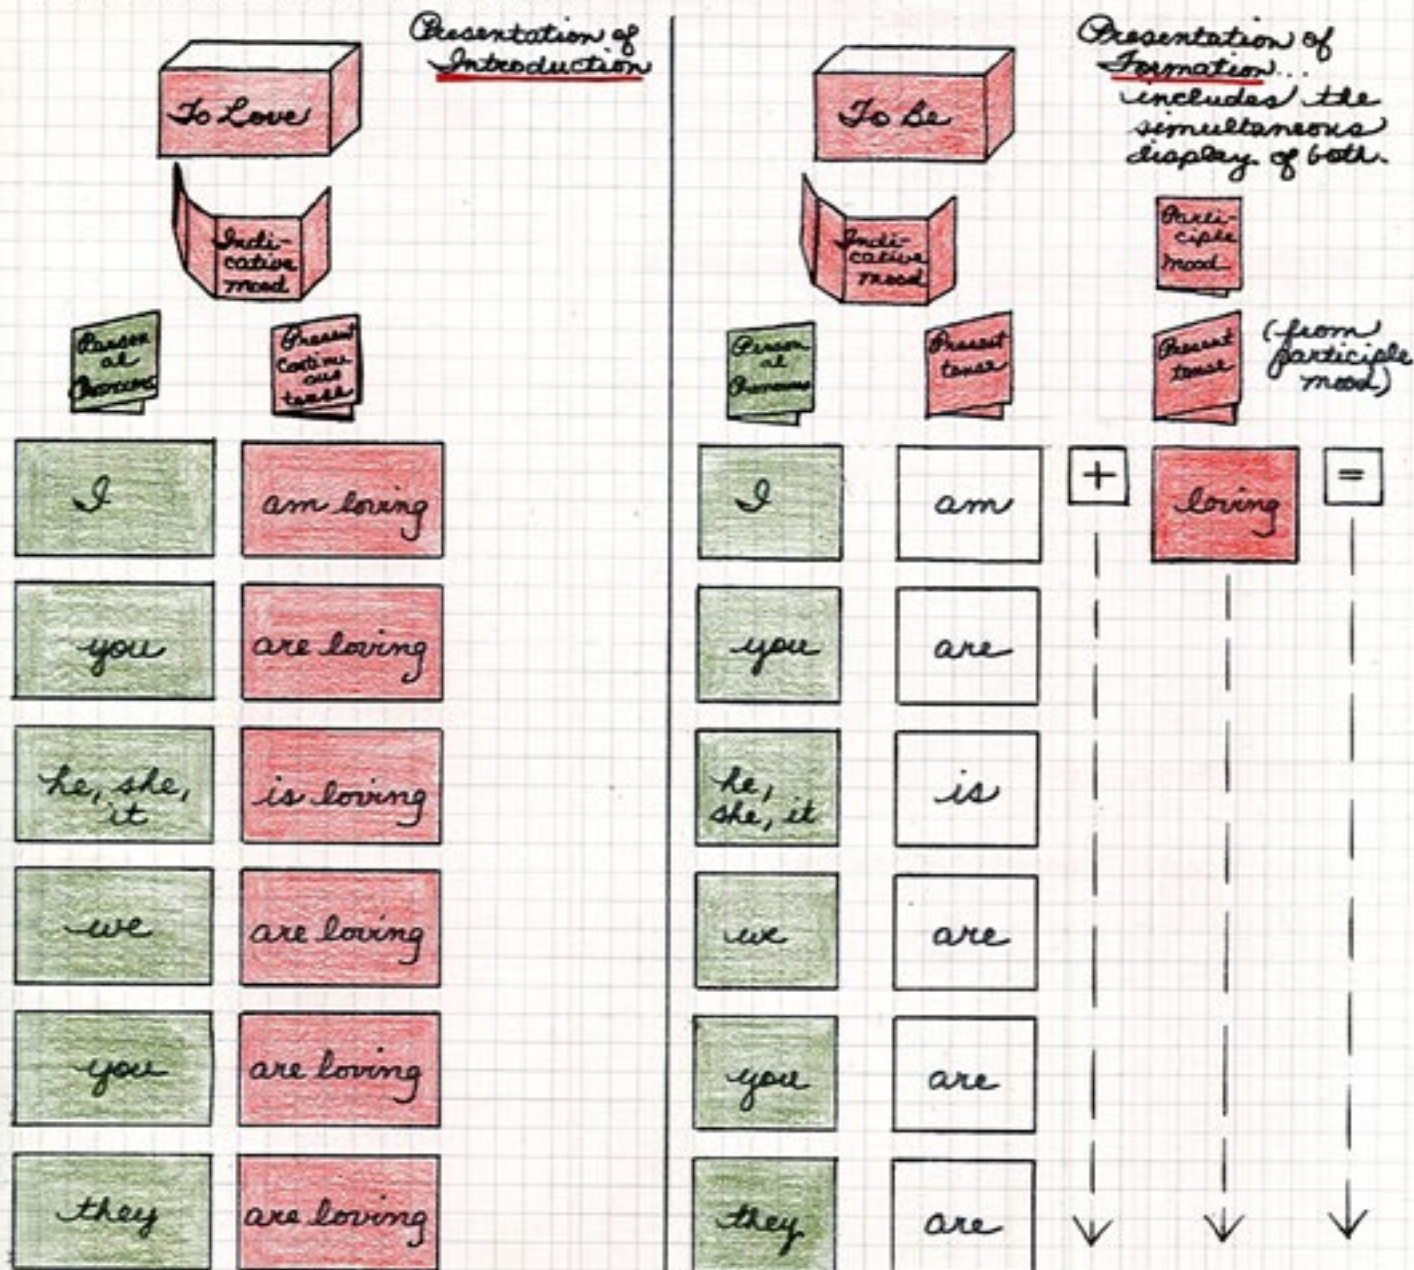 Presentation of
Introduction
To Love
Indi-
cative
mood
Person
al
Pronouns
Present
Continu
ous
tense
I
am loving
you
are loving
he, she,
it
is loving
we
are loving
you
are loving
they
are loving
Presentation of
Formation...
includes the
simultaneous
display of both.
To Be
Indi-
cative
mood
Parti-
ciple
mood
Person
al
Pronouns
Present
tense
Present
tense
(from
participle
mood)
I
am
+
loving
=
you
are
he,
she, it
is
we
are
you
are
they
are